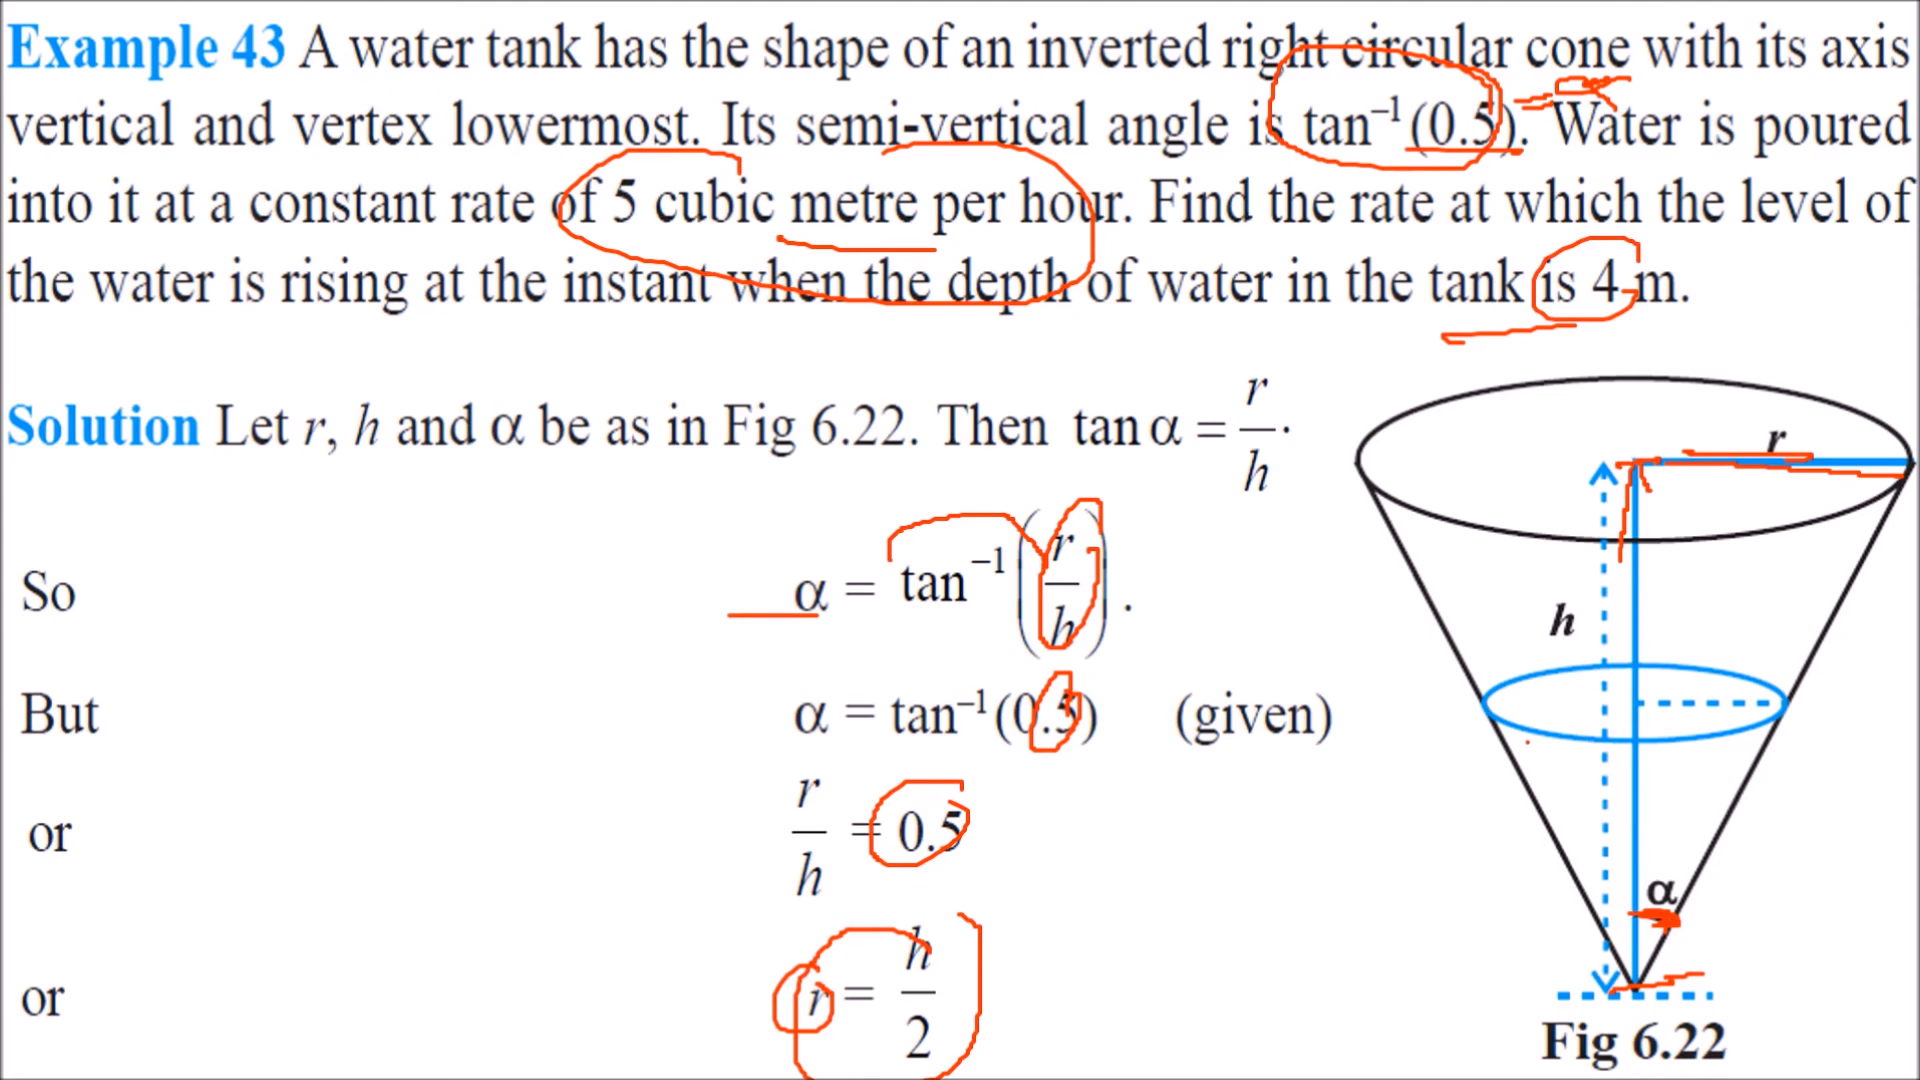 Example 43 A water tank has the shape of an inverted right circular cone with its axis
vertical and vertex lowermost. Its semi-vertical angle is tan⁻¹(0.5). Water is poured
into it at a constant rate of 5 cubic metre per hour. Find the rate at which the level of
the water is rising at the instant when the depth of water in the tank is 4 m.
Solution Let r, h and α be as in Fig 6.22. Then tan α = r/h.
So α = tan⁻¹(r/h).
But α = tan⁻¹(0.5) (given)
or r/h = 0.5
or r = h/2
r
h
α
Fig 6.22